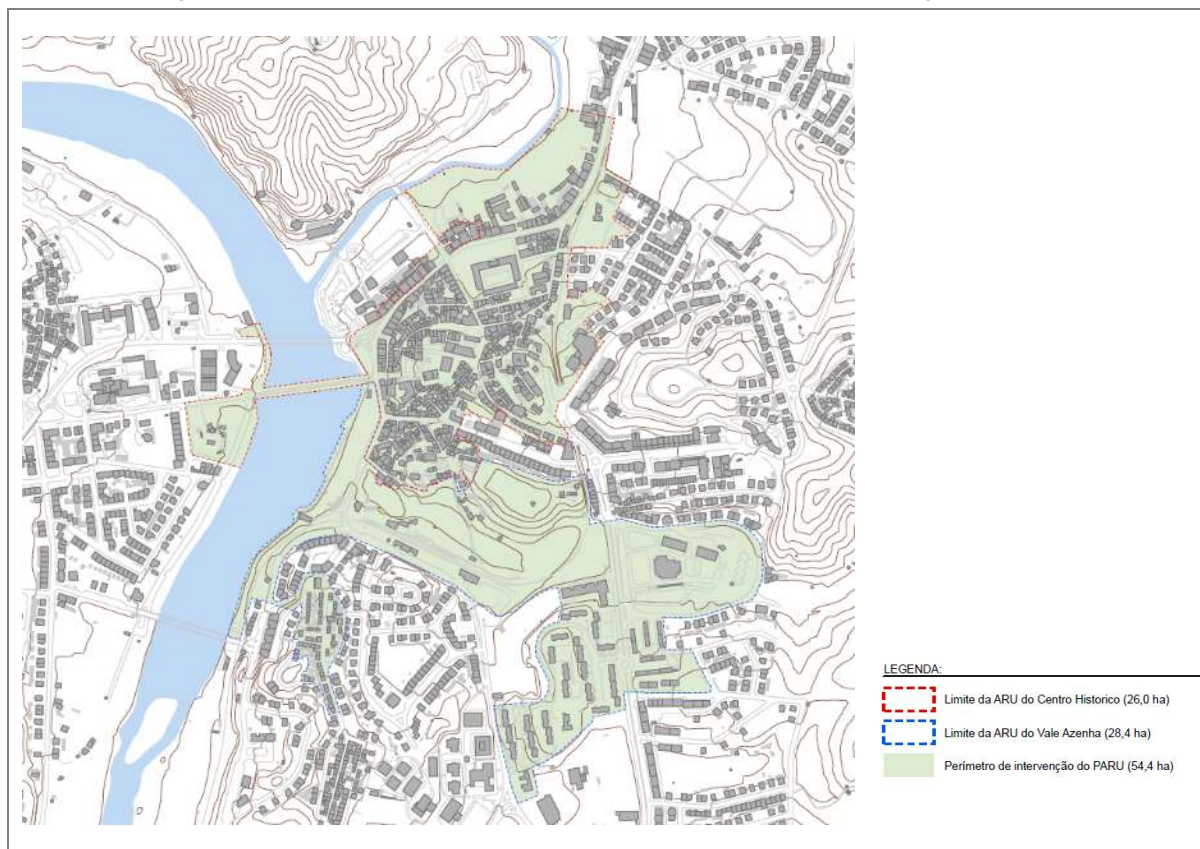 LEGENDA:
Limite da ARU do Centro Historico (26,0 ha)
Limite da ARU do Vale Azenha (28,4 ha)
Perímetro de intervenção do PARU (54,4 ha)